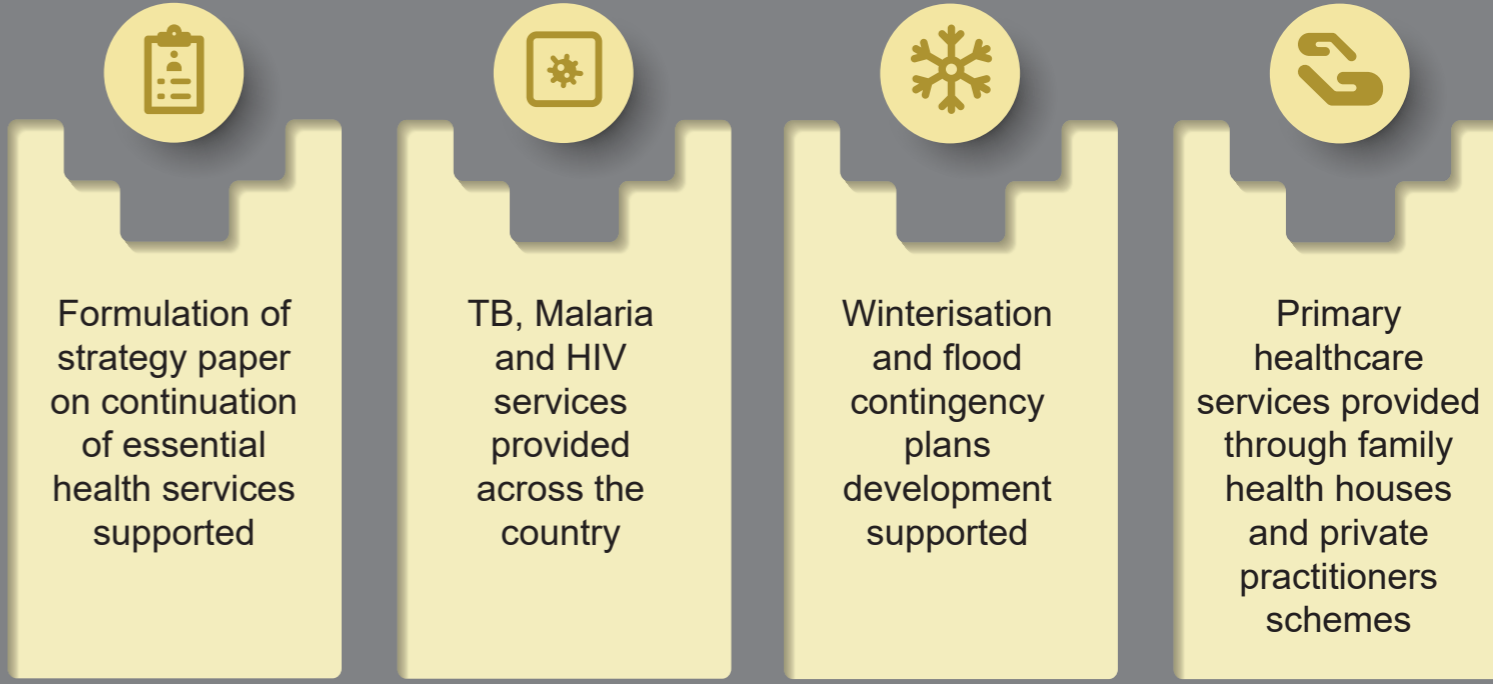 Formulation of
strategy paper
on continuation
of essential
health services
supported
TB, Malaria
and HIV
services
provided
across the
country
Winterisation
and flood
contingency
plans
development
supported
Primary
healthcare
services provided
through family
health houses
and private
practitioners
schemes